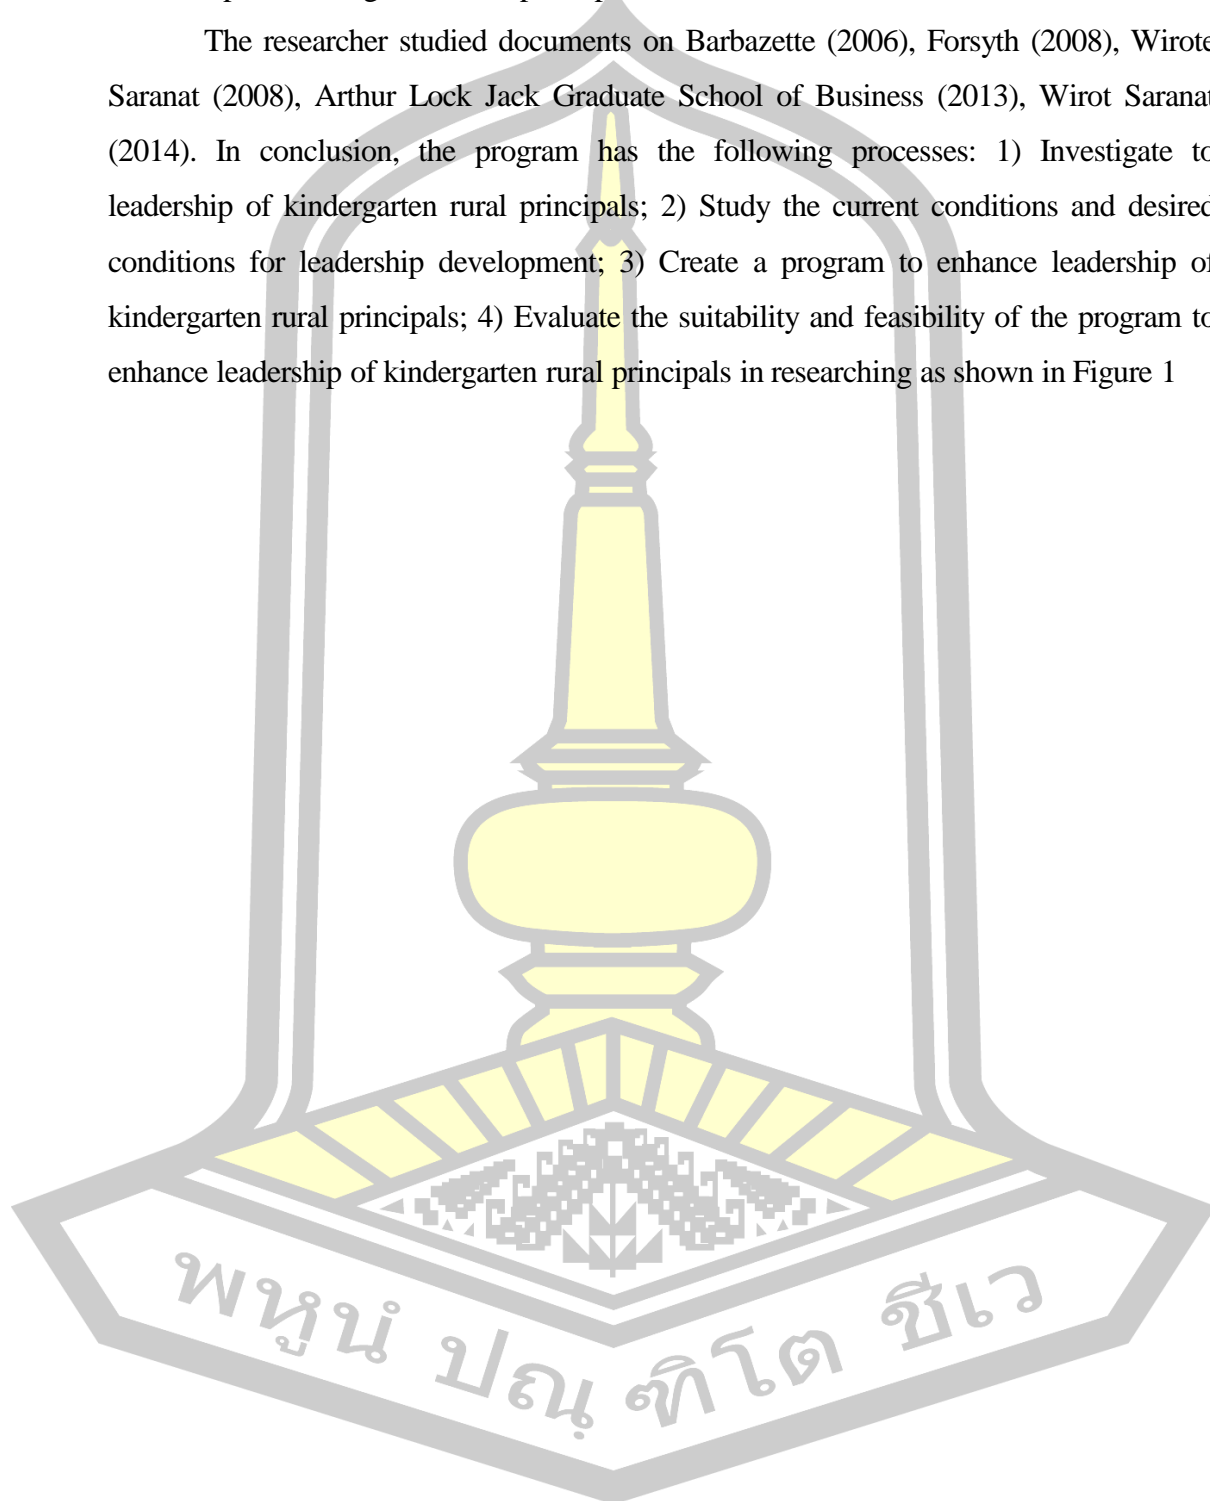 The researcher studied documents on Barbazette (2006), Forsyth (2008), Wirote
Saranat (2008), Arthur Lock Jack Graduate School of Business (2013), Wirot Saranat
(2014). In conclusion, the program has the following processes: 1) Investigate to
leadership of kindergarten rural principals; 2) Study the current conditions and desired
conditions for leadership development; 3) Create a program to enhance leadership of
kindergarten rural principals; 4) Evaluate the suitability and feasibility of the program to
enhance leadership of kindergarten rural principals in researching as shown in Figure 1
พหูนํ ปณฺฑิโต ชีเว